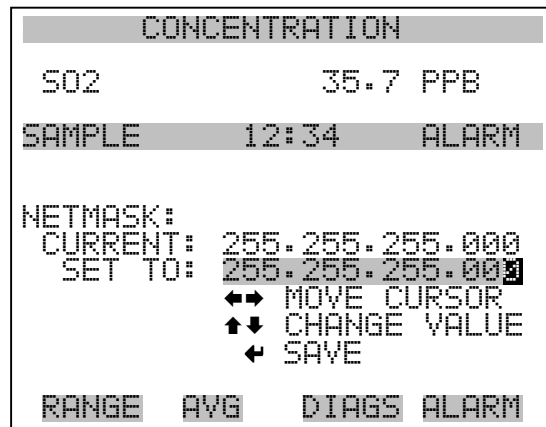 CONCENTRATION
SO2 35.7 PPB
SAMPLE 12:34 ALARM
NETMASK:
CURRENT: 255.255.255.000
SET TO: 255.255.255.000
⬅➡ MOVE CURSOR
⬆⬇ CHANGE VALUE
↵ SAVE
RANGE AVG DIAGS ALARM